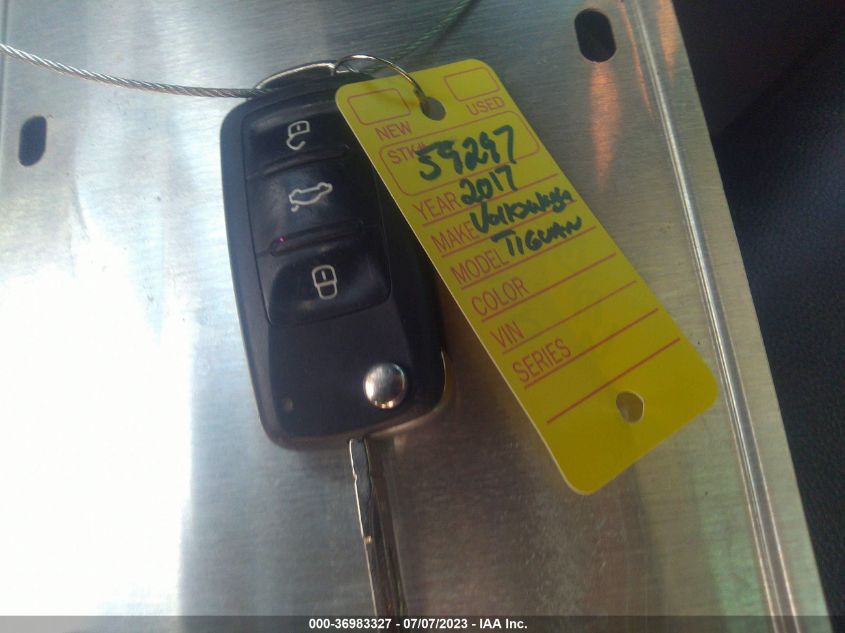 NEW USED
STK# 59297
YEAR 2017
MAKE Volkswagen
MODEL TIGUAN
COLOR
VIN
SERIES
000-36983327 - 07/07/2023 - IAA Inc.